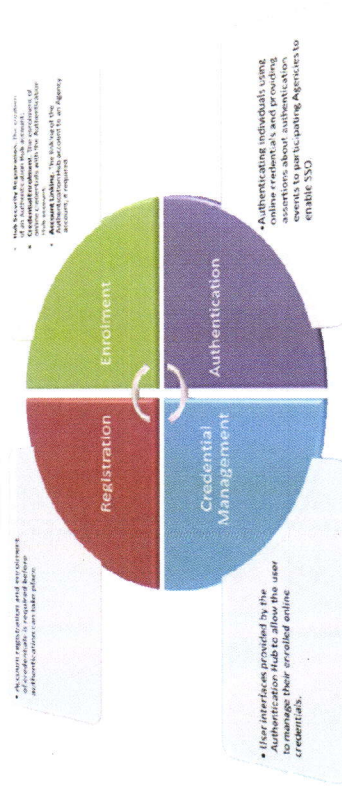 • Account registration and enrolment
of credentials is required before
authentication can take place
• Hub Security Registration. The creation
of an Authentication Hub account.
• Credential Enrolment. The
online credentials with the Authentication
Hub account.
• Account Linking. The linking of the
Authentication Hub account to an Agency
account, if required
Registration
Enrolment
Credential
Management
Authentication
• User interfaces provided by the
Authentication Hub to allow the user
to manage their enrolled online
credentials.
•Authenticating individuals using
online credentials and providing
assertions about authentication
events to participating Agencies to
enable SSO